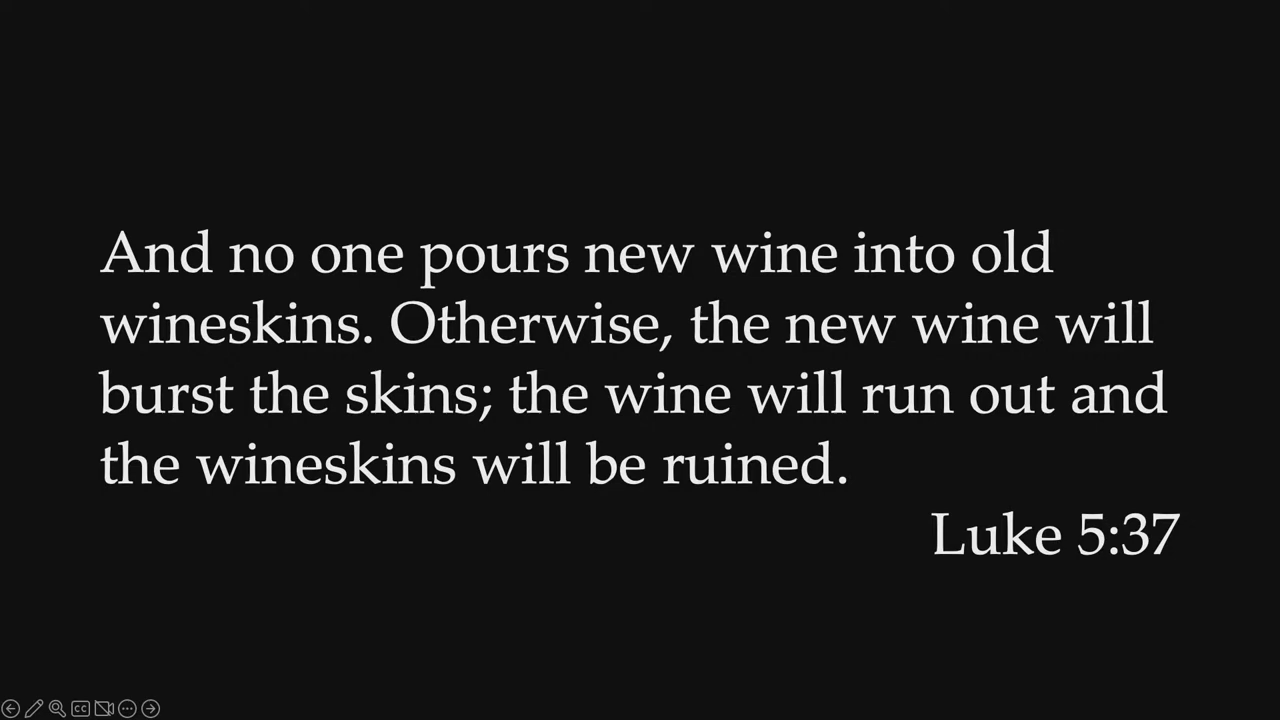 And no one pours new wine into old
wineskins. Otherwise, the new wine will
burst the skins; the wine will run out and
the wineskins will be ruined.
Luke 5:37
CC